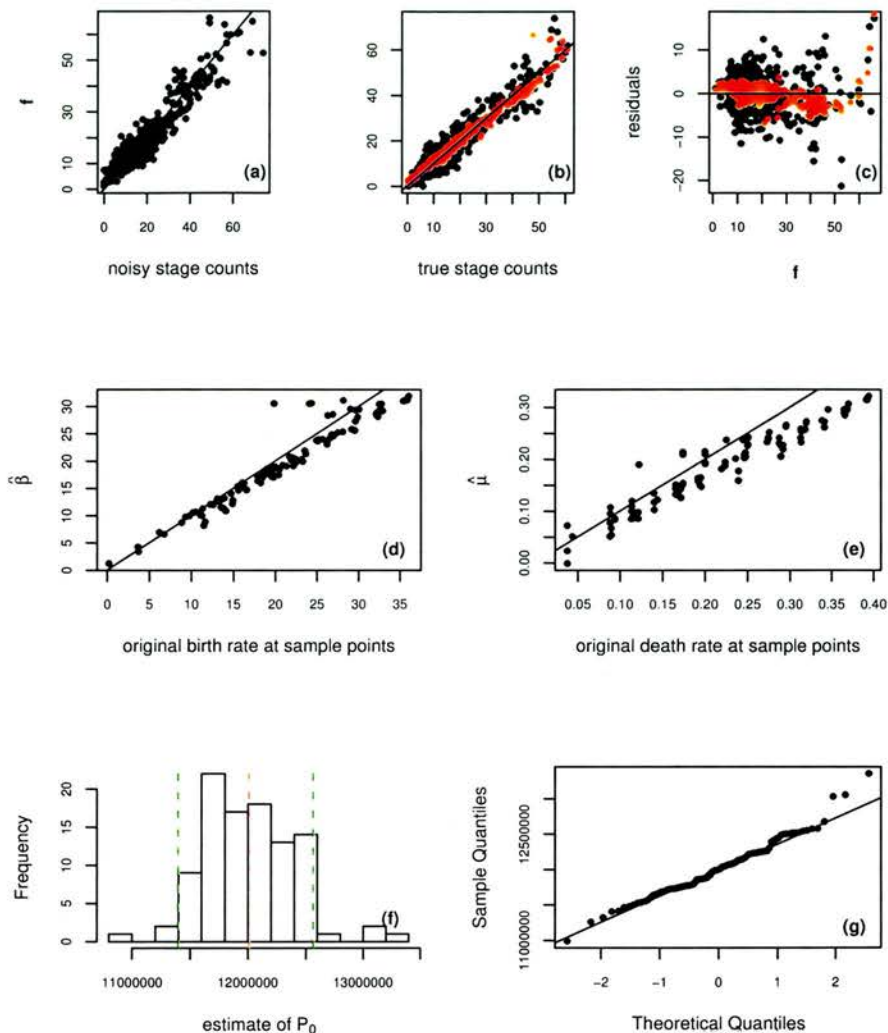 f
0 10 30 50
0 20 40 60
(a)
noisy stage counts
0 20 40 60
0 10 30 50
(b)
true stage counts
residuals
−20 −10 0 10
0 10 30 50
(c)
f
β̂
0 5 10 15 20 25 30
0 5 10 15 20 25 30 35
(d)
original birth rate at sample points
μ̂
0.00 0.10 0.20 0.30
0.05 0.10 0.15 0.20 0.25 0.30 0.35 0.40
(e)
original death rate at sample points
Frequency
0 5 10 15 20
11000000 12000000 13000000
(f)
estimate of P₀
Sample Quantiles
11000000 12500000
−2 −1 0 1 2
(g)
Theoretical Quantiles